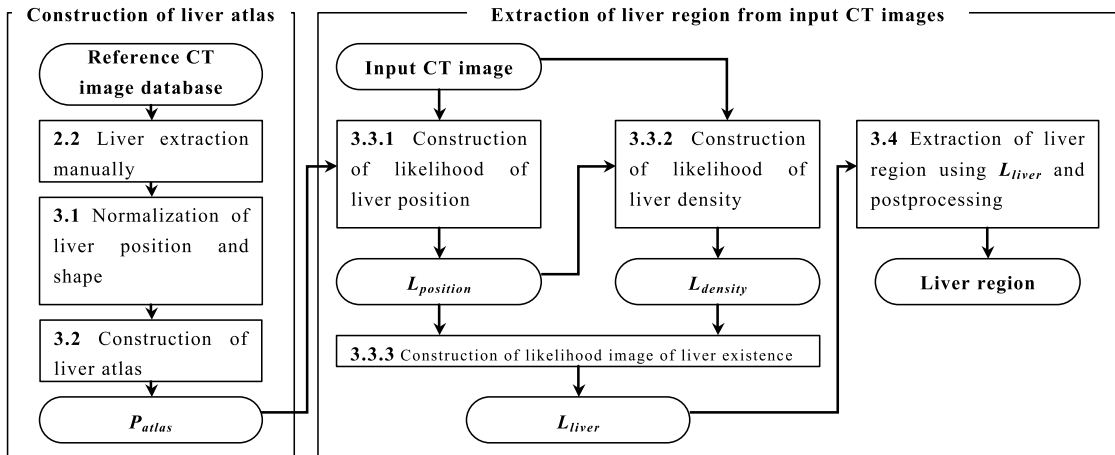 Construction of liver atlas
Reference CT
image database
2.2 Liver extraction
manually
3.1 Normalization of
liver position and
shape
3.2 Construction of
liver atlas
P_atlas
Extraction of liver region from input CT images
Input CT image
3.3.1 Construction
of likelihood of
liver position
L_position
3.3.2 Construction
of likelihood of
liver density
L_density
3.3.3 Construction of likelihood image of liver existence
L_liver
3.4 Extraction of liver
region using L_liver and
postprocessing
Liver region